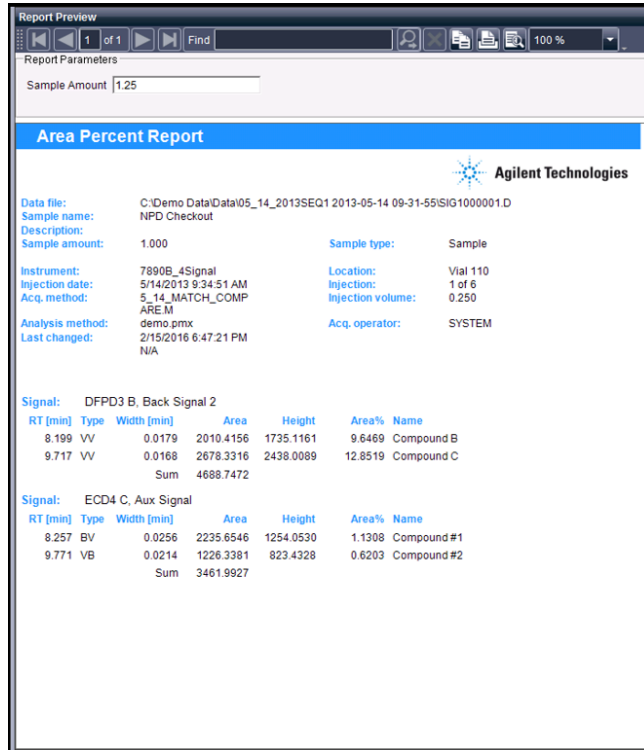 Report Preview
1 of 1 Find 100 %
Report Parameters
Sample Amount 1.25
Area Percent Report
Agilent Technologies
Data file: C:\Demo Data\Data\05_14_2013SEQ1 2013-05-14 09-31-55\SIG1000001.D
Sample name: NPD Checkout
Description:
Sample amount: 1.000 Sample type: Sample
Instrument: 7890B_4Signal Location: Vial 110
Injection date: 5/14/2013 9:34:51 AM Injection: 1 of 6
Acq. method: 5_14_MATCH_COMP Injection volume: 0.250
ARE.M
Analysis method: demo.pmx Acq. operator: SYSTEM
Last changed: 2/15/2016 6:47:21 PM
N/A
Signal: DFPD3 B, Back Signal 2
RT [min] Type Width [min] Area Height Area% Name
8.199 VV 0.0179 2010.4156 1735.1161 9.6469 Compound B
9.717 VV 0.0168 2678.3316 2438.0089 12.8519 Compound C
Sum 4688.7472
Signal: ECD4 C, Aux Signal
RT [min] Type Width [min] Area Height Area% Name
8.257 BV 0.0256 2235.6546 1254.0530 1.1308 Compound #1
9.771 VB 0.0214 1226.3381 823.4328 0.6203 Compound #2
Sum 3461.9927